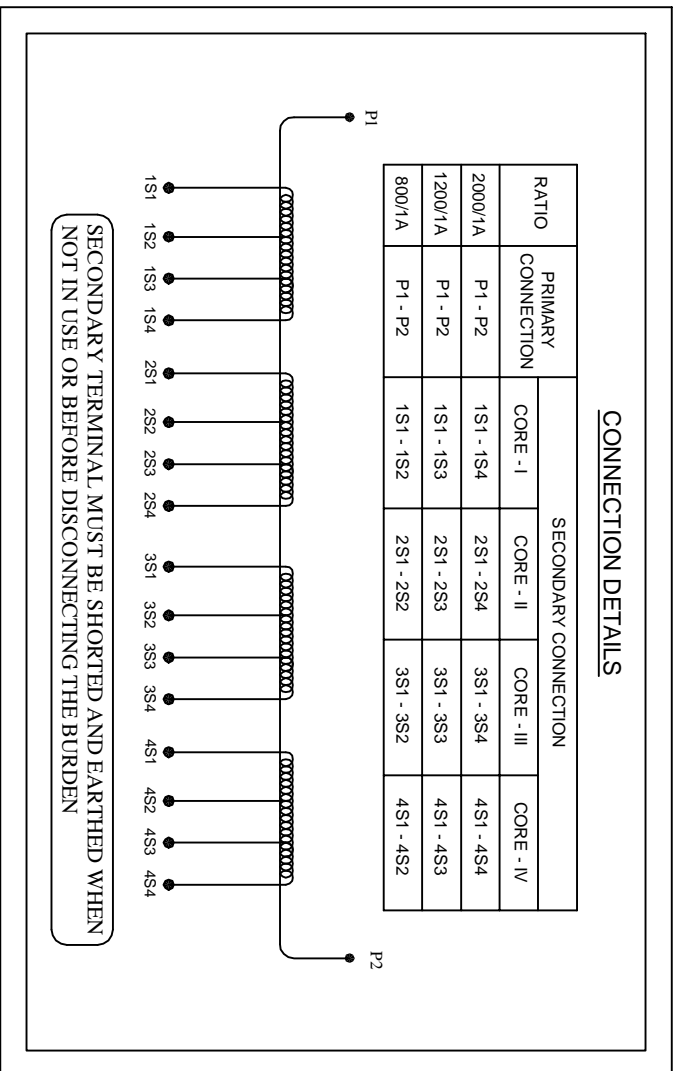 CONNECTION DETAILS
RATIO PRIMARY CONNECTION SECONDARY CONNECTION
CORE - I CORE - II CORE - III CORE - IV
2000/1A P1 - P2 1S1 - 1S4 2S1 - 2S4 3S1 - 3S4 4S1 - 4S4
1200/1A P1 - P2 1S1 - 1S3 2S1 - 2S3 3S1 - 3S3 4S1 - 4S3
800/1A P1 - P2 1S1 - 1S2 2S1 - 2S2 3S1 - 3S2 4S1 - 4S2
P1 P2
1S1 1S2 1S3 1S4 2S1 2S2 2S3 2S4 3S1 3S2 3S3 3S4 4S1 4S2 4S3 4S4
SECONDARY TERMINAL MUST BE SHORTED AND EARTHED WHEN
NOT IN USE OR BEFORE DISCONNECTING THE BURDEN